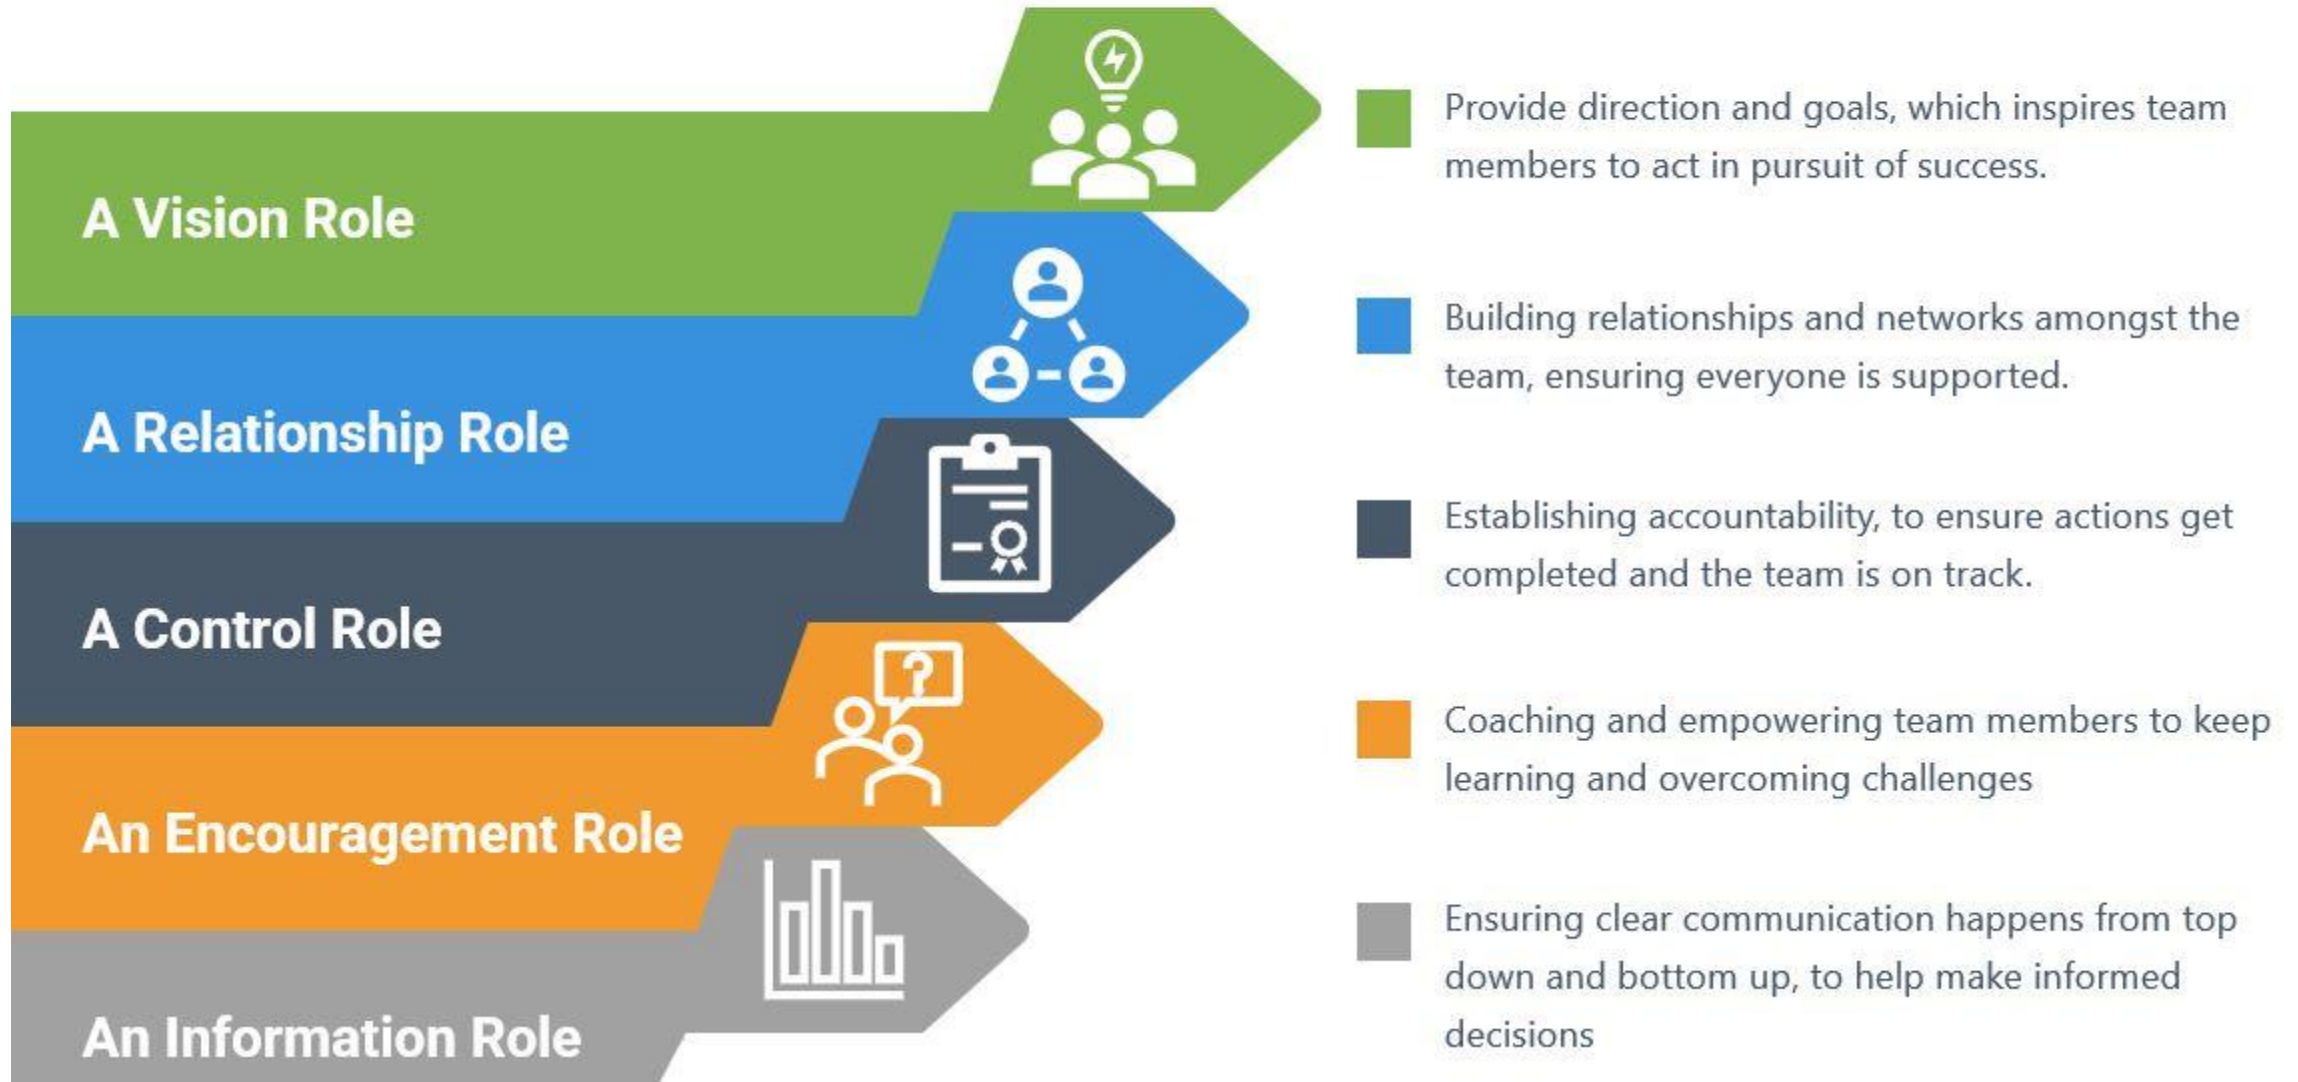 A Vision Role
Provide direction and goals, which inspires team
members to act in pursuit of success.
A Relationship Role
Building relationships and networks amongst the
team, ensuring everyone is supported.
A Control Role
Establishing accountability, to ensure actions get
completed and the team is on track.
?
An Encouragement Role
Coaching and empowering team members to keep
learning and overcoming challenges
An Information Role
Ensuring clear communication happens from top
down and bottom up, to help make informed
decisions